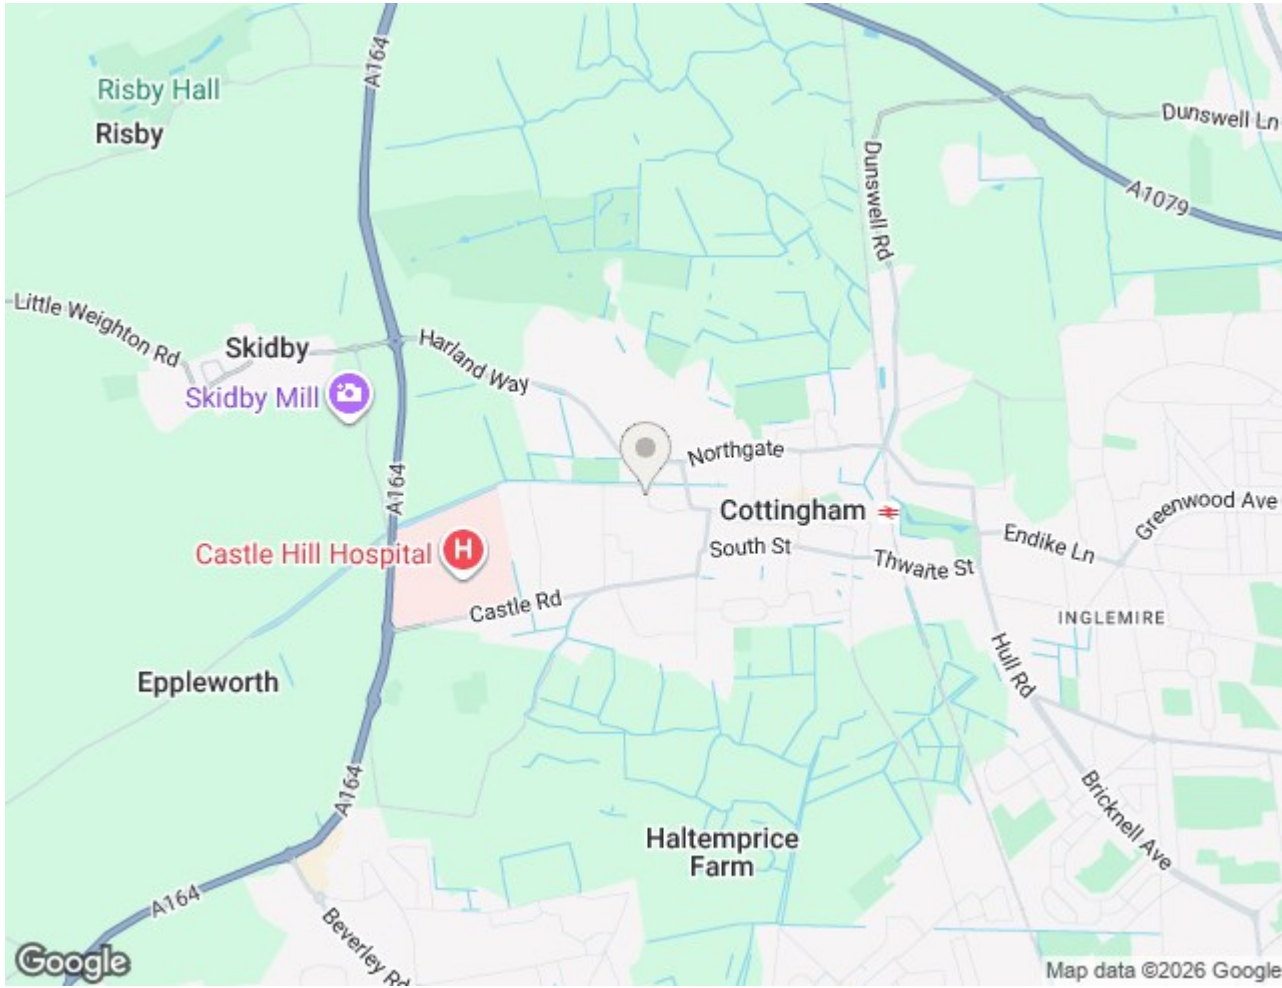 A164
Risby Hall
Risby
Dunswell Ln
Dunswell Rd
A1079
Little Weighton Rd
Skidby
Harland Way
Skidby Mill
Northgate
A164
Cottingham
Greenwood Ave
Castle Hill Hospital
H
South St
Endike Ln
Thwaite St
Castle Rd
INGLEMIRE
Hull Rd
Eppleworth
A164
Bricknell Ave
Haltemprice
Farm
A164
Beverley Rd
Google
Map data ©2026 Google